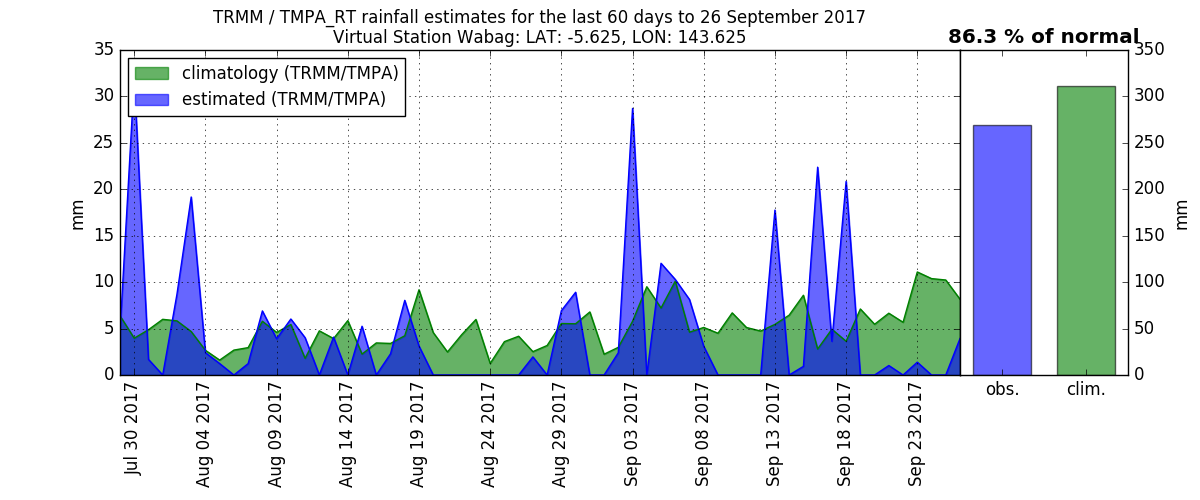 TRMM / TMPA_RT rainfall estimates for the last 60 days to 26 September 2017
Virtual Station Wabag: LAT: -5.625, LON: 143.625
86.3 % of normal
climatology (TRMM/TMPA)
estimated (TRMM/TMPA)
35
30
25
20
15
10
5
0
mm
Jul 30 2017
Aug 04 2017
Aug 09 2017
Aug 14 2017
Aug 19 2017
Aug 24 2017
Aug 29 2017
Sep 03 2017
Sep 08 2017
Sep 13 2017
Sep 18 2017
Sep 23 2017
350
300
250
200
150
100
50
0
mm
obs.
clim.